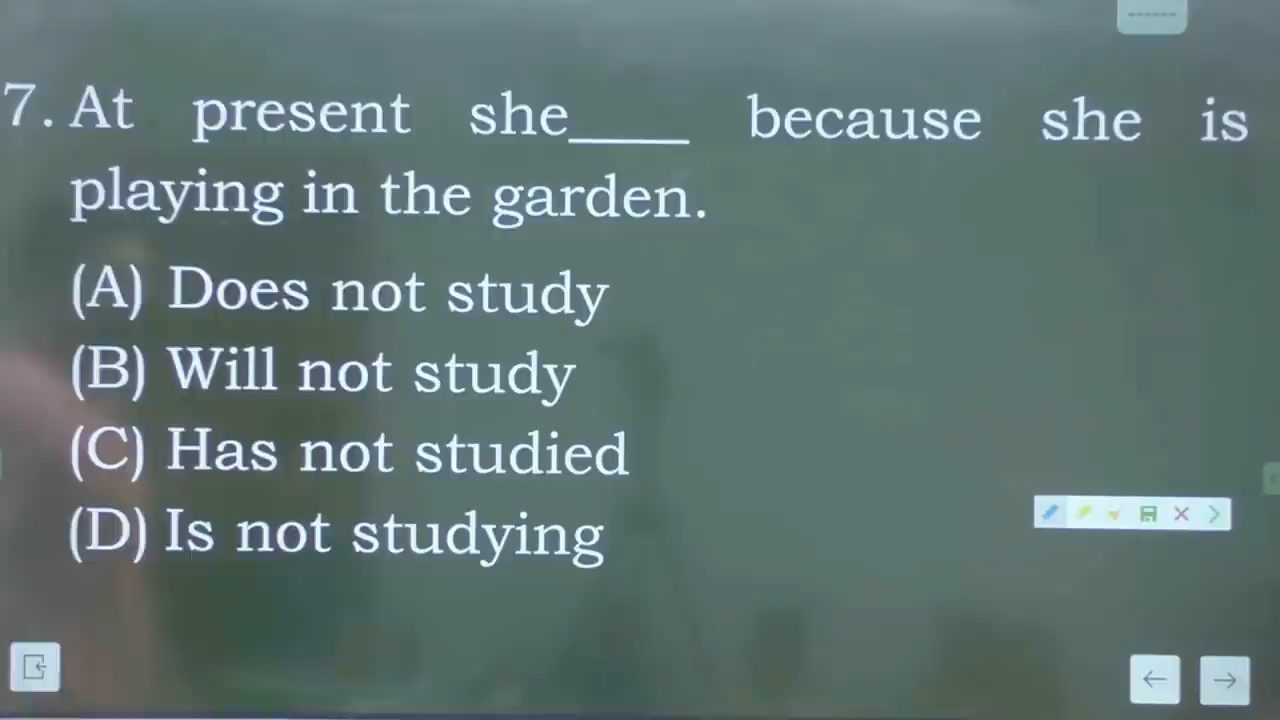 7. At present she____ because she is
playing in the garden.
(A) Does not study
(B) Will not study
(C) Has not studied
(D) Is not studying